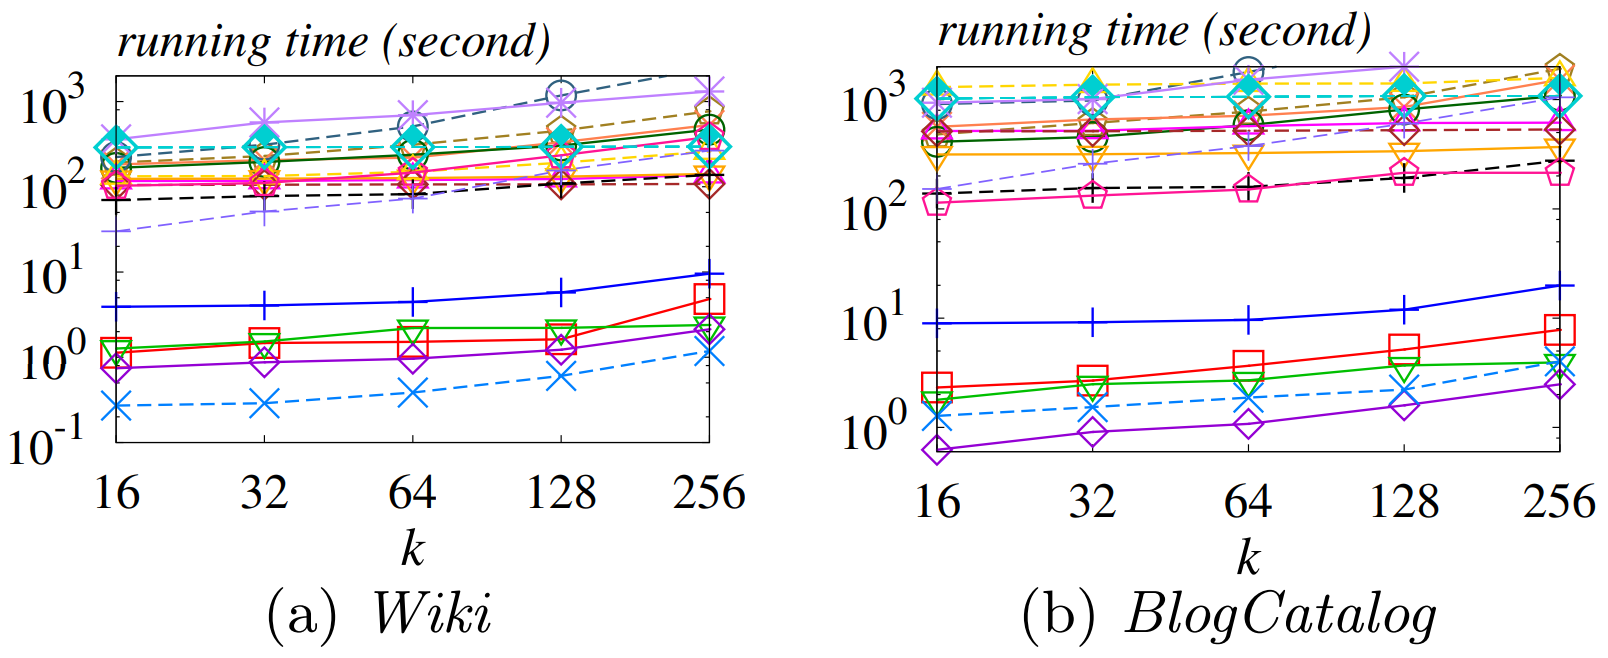 running time (second)
10^3
10^2
10^1
10^0
10^-1
16 32 64 128 256
k
(a) Wiki
running time (second)
10^3
10^2
10^1
10^0
16 32 64 128 256
k
(b) BlogCatalog